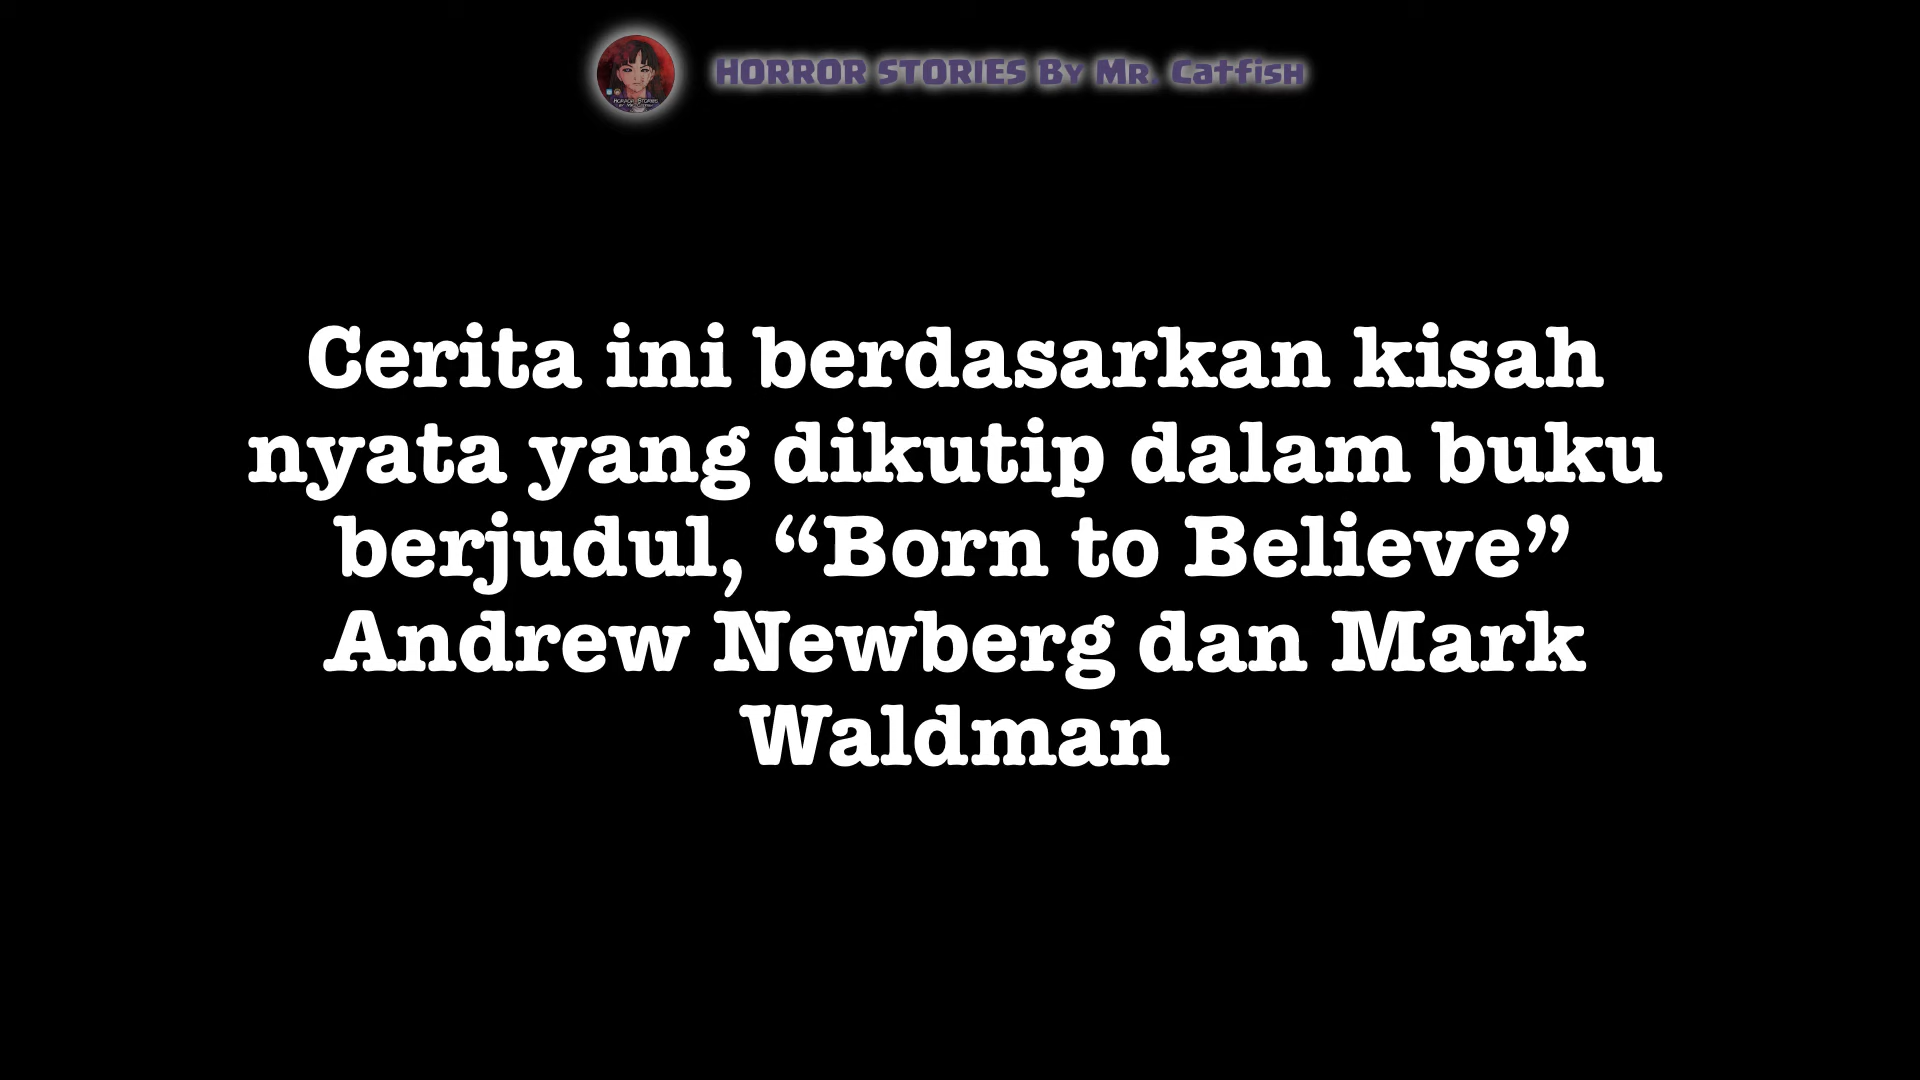 HORROR STORIES By Mr. Catfish
Cerita ini berdasarkan kisah
nyata yang dikutip dalam buku
berjudul, “Born to Believe”
Andrew Newberg dan Mark
Waldman